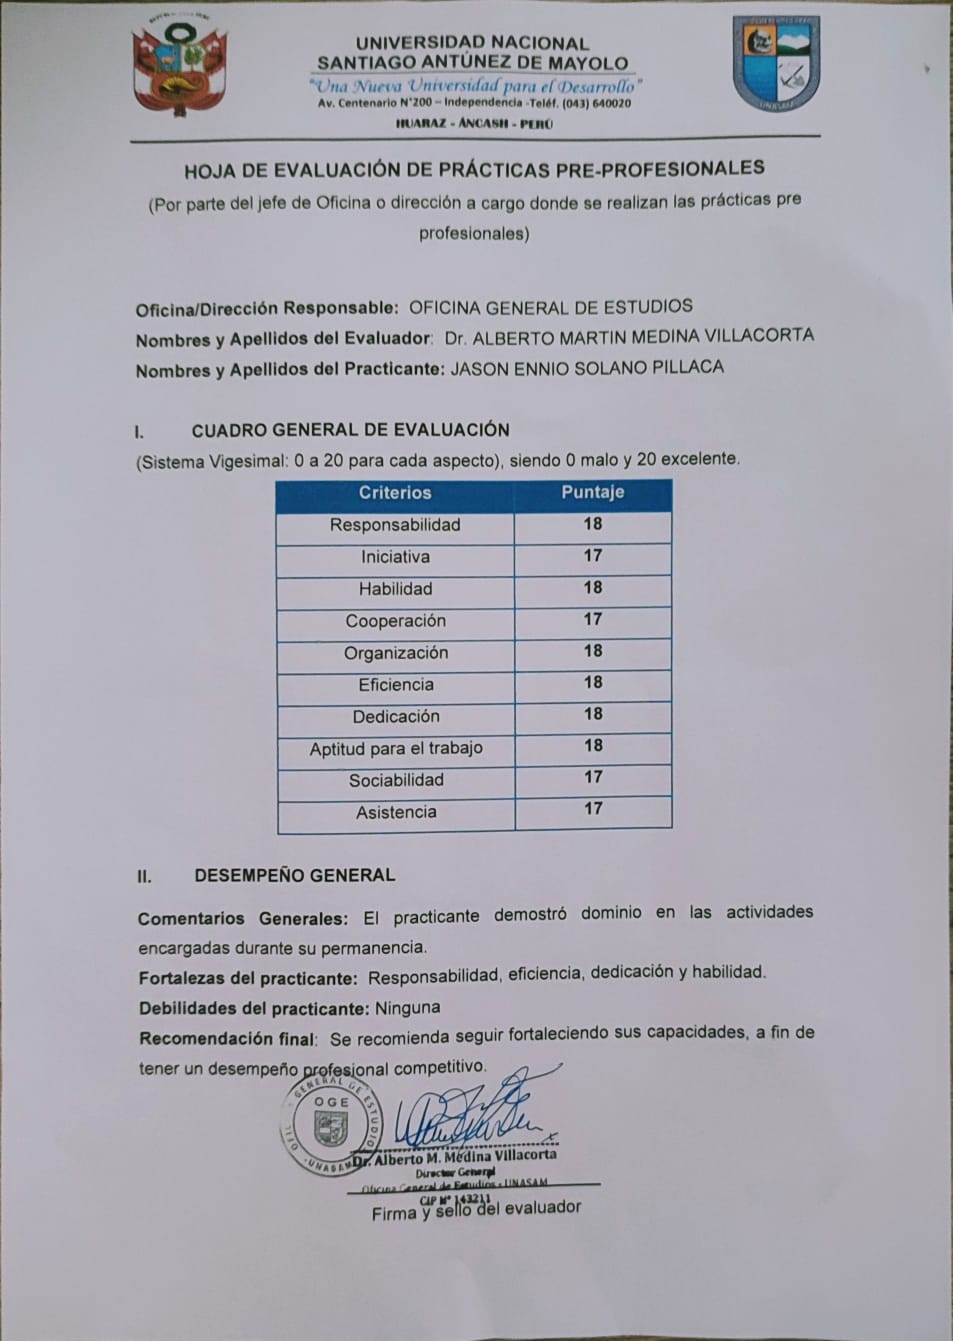 UNIVERSIDAD NACIONAL
SANTIAGO ANTÚNEZ DE MAYOLO
"Una Nueva Universidad para el Desarrollo"
Av. Centenario N°200 – Independencia -Teléf. (043) 640020
HUARAZ - ÁNCASH - PERÚ
UNASAM
HOJA DE EVALUACIÓN DE PRÁCTICAS PRE-PROFESIONALES
(Por parte del jefe de Oficina o dirección a cargo donde se realizan las prácticas pre
profesionales)
Oficina/Dirección Responsable: OFICINA GENERAL DE ESTUDIOS
Nombres y Apellidos del Evaluador: Dr. ALBERTO MARTIN MEDINA VILLACORTA
Nombres y Apellidos del Practicante: JASON ENNIO SOLANO PILLACA
I. CUADRO GENERAL DE EVALUACIÓN
(Sistema Vigesimal: 0 a 20 para cada aspecto), siendo 0 malo y 20 excelente.
Criterios Puntaje
Responsabilidad 18
Iniciativa 17
Habilidad 18
Cooperación 17
Organización 18
Eficiencia 18
Dedicación 18
Aptitud para el trabajo 18
Sociabilidad 17
Asistencia 17
II. DESEMPEÑO GENERAL
Comentarios Generales: El practicante demostró dominio en las actividades
encargadas durante su permanencia.
Fortalezas del practicante: Responsabilidad, eficiencia, dedicación y habilidad.
Debilidades del practicante: Ninguna
Recomendación final: Se recomienda seguir fortaleciendo sus capacidades, a fin de
tener un desempeño profesional competitivo.
GENERAL DE ESTUDIOS
OGE
UNASAM
Dr. Alberto M. Medina Villacorta
Director General
Oficina General de Estudios - UNASAM
CIP N° 143211
Firma y sello del evaluador